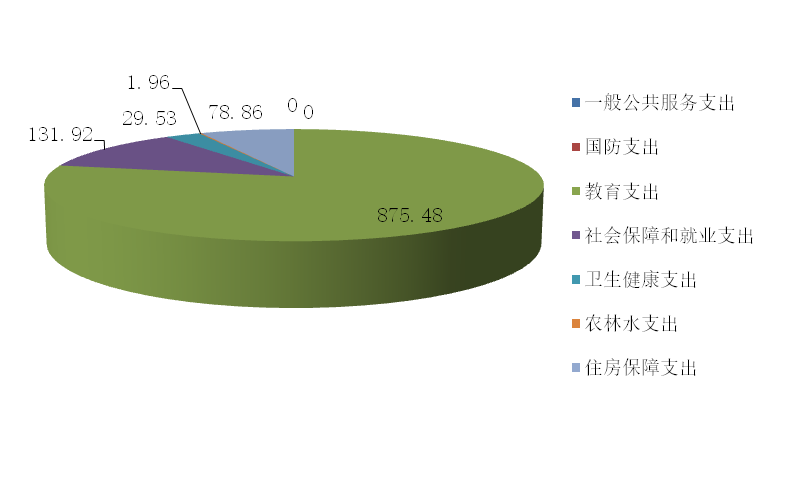 1.96
29.53
78.86
0
0
131.92
875.48
一般公共服务支出
国防支出
教育支出
社会保障和就业支出
卫生健康支出
农林水支出
住房保障支出